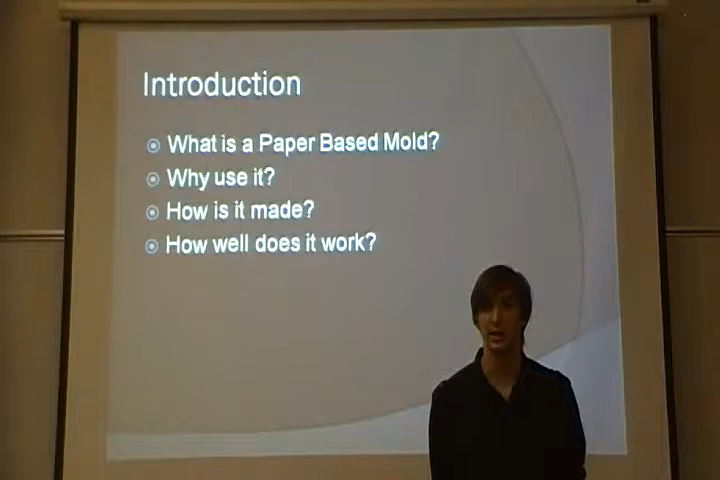 Introduction
What is a Paper Based Mold?
Why use it?
How is it made?
How well does it work?